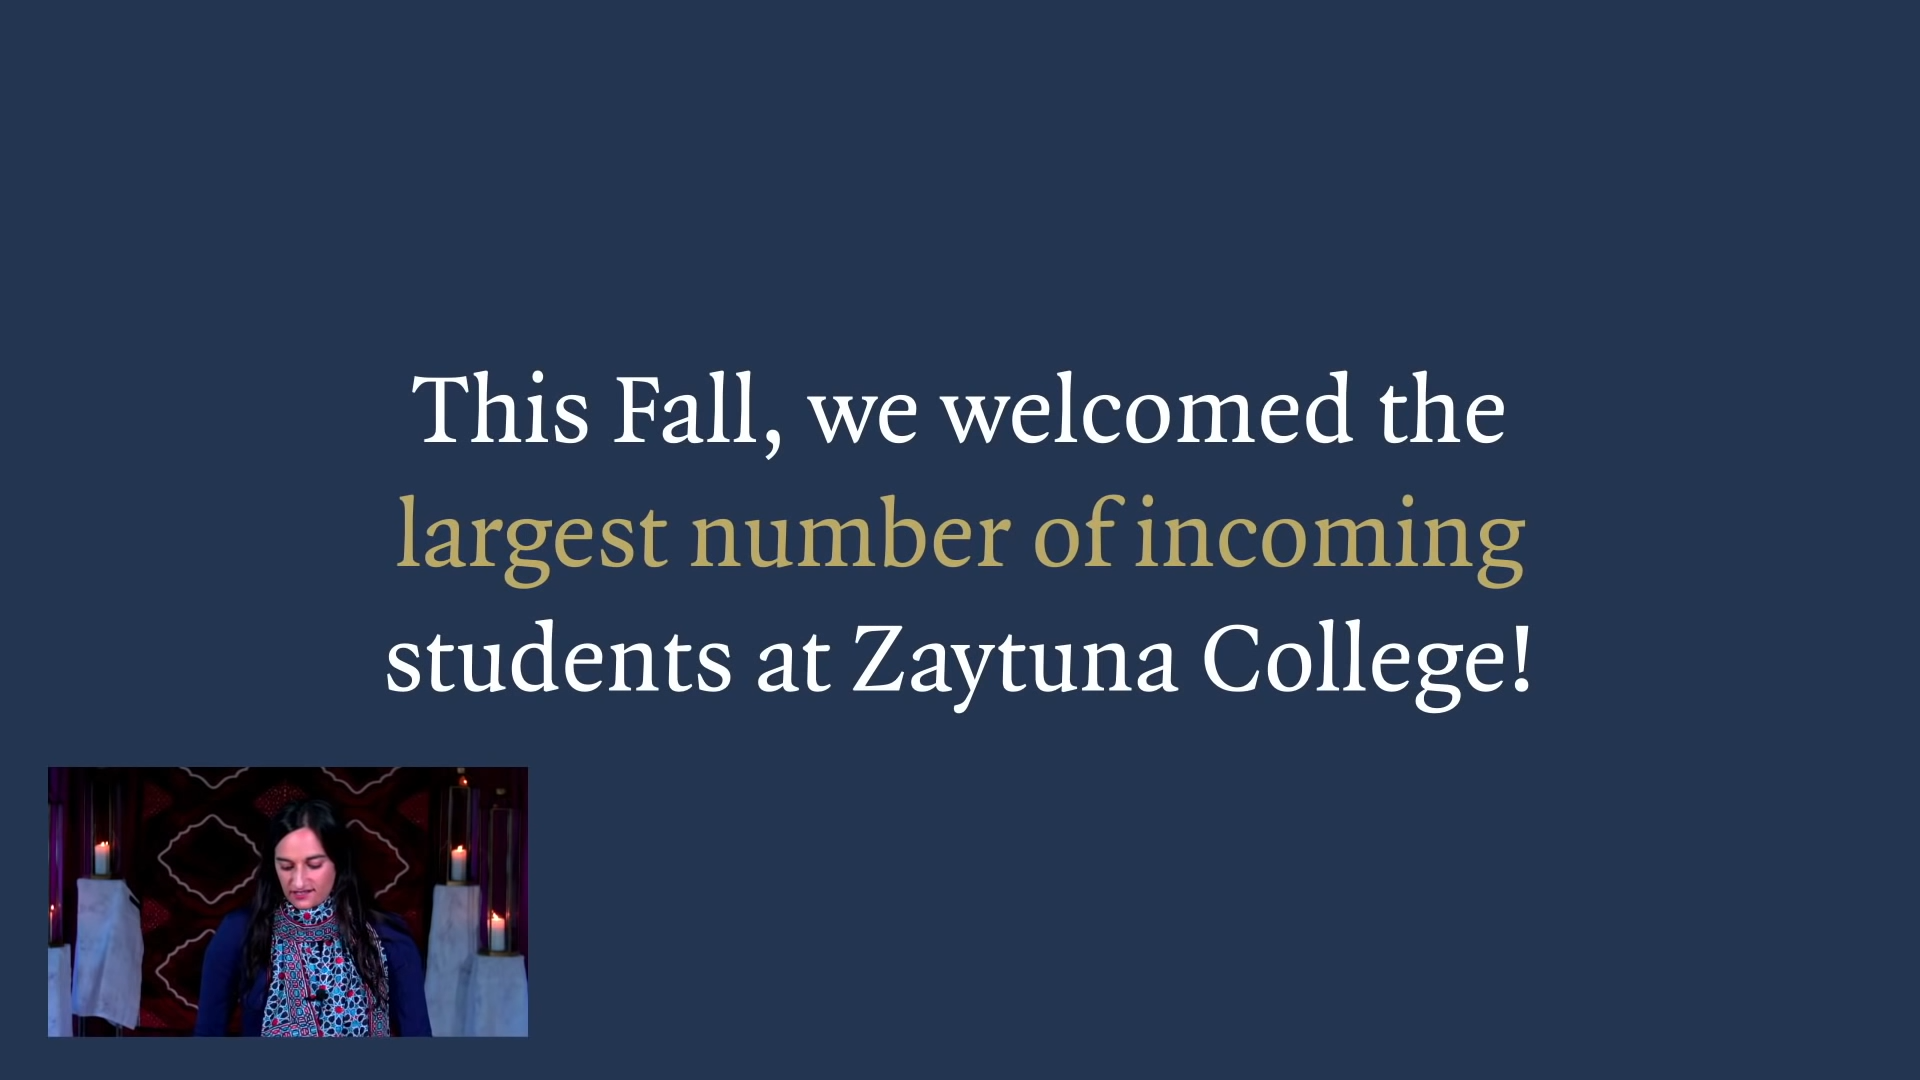 This Fall, we welcomed the
largest number of incoming
students at Zaytuna College!